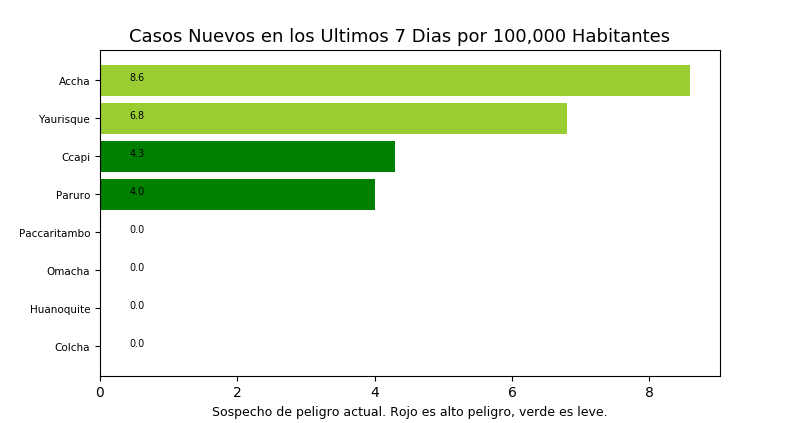 Casos Nuevos en los Ultimos 7 Dias por 100,000 Habitantes
Accha 8.6
Yaurisque 6.8
Ccapi 4.3
Paruro 4.0
Paccaritambo 0.0
Omacha 0.0
Huanoquite 0.0
Colcha 0.0
0 2 4 6 8
Sospecho de peligro actual. Rojo es alto peligro, verde es leve.